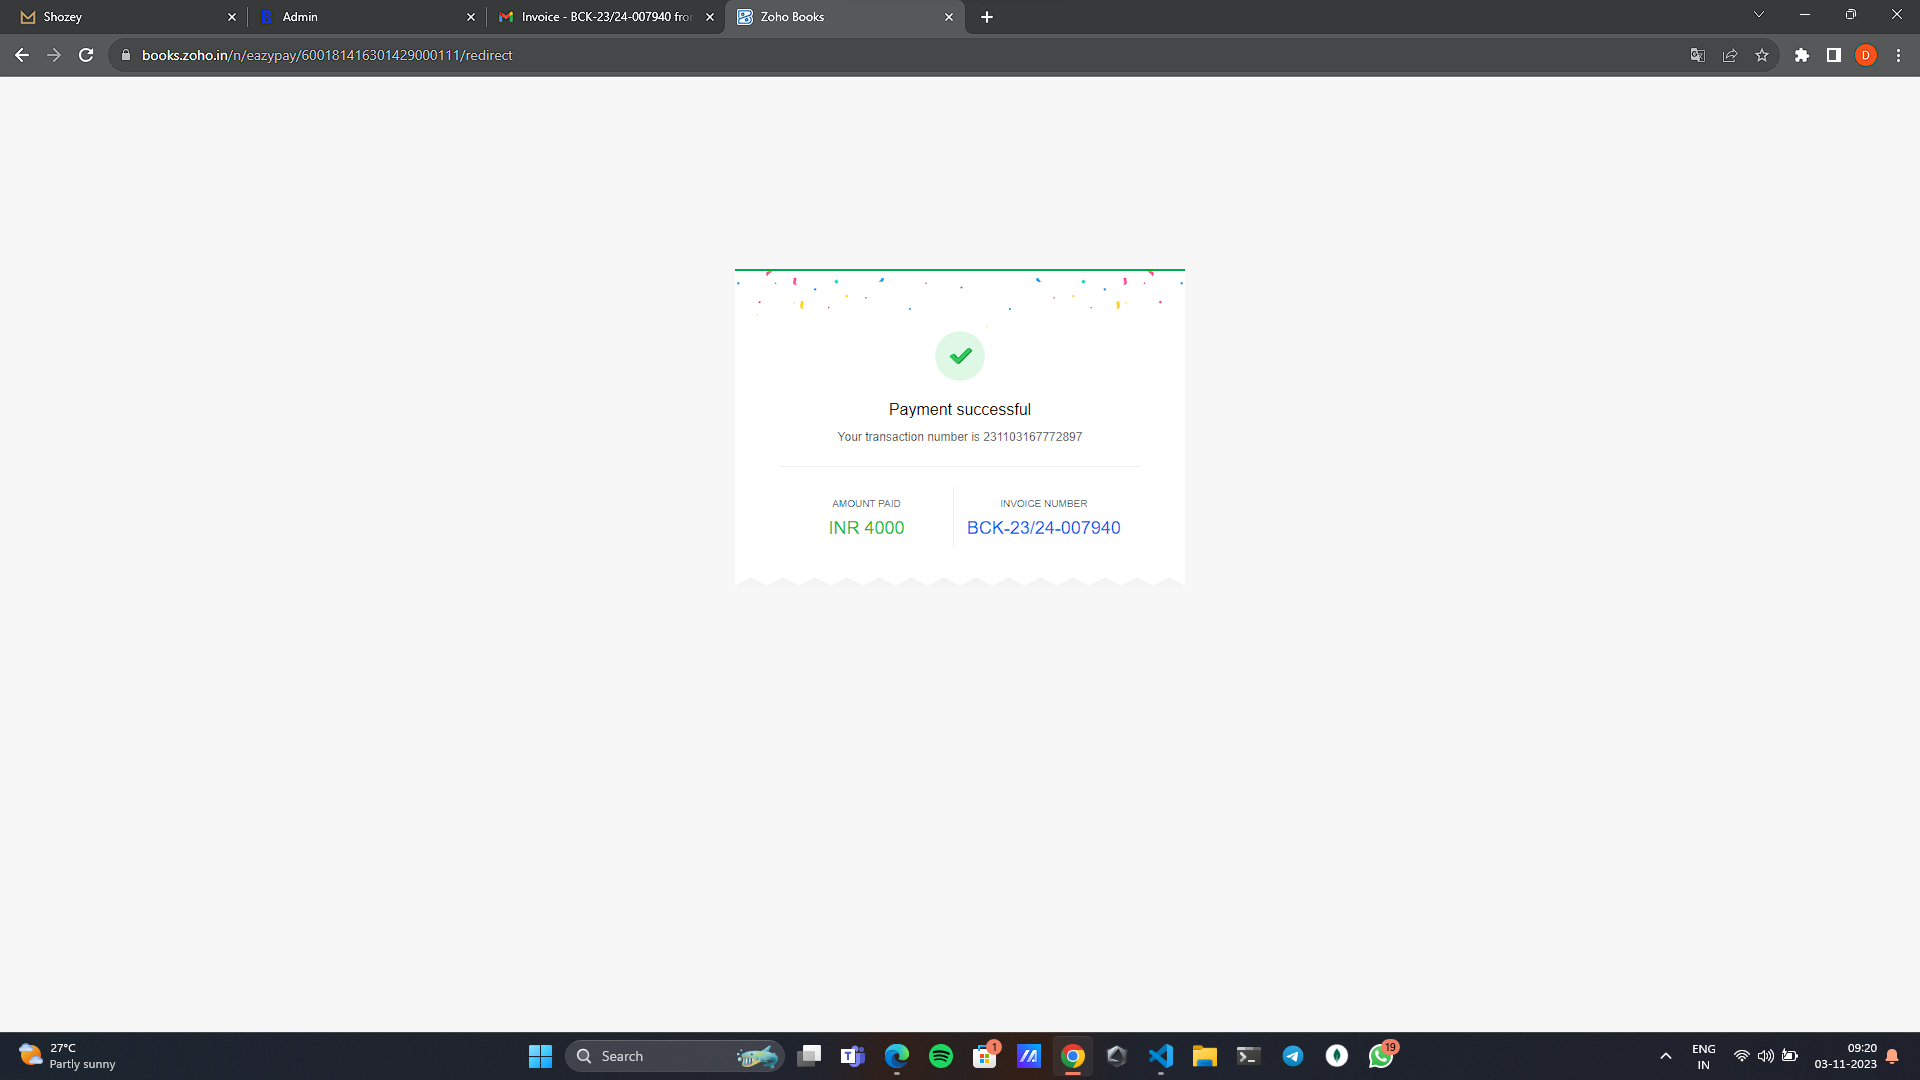 Shozey
Admin
Invoice - BCK-23/24-007940 fro
Zoho Books
books.zoho.in/n/eazypay/600181416301429000111/redirect
D
Payment successful
Your transaction number is 231103167772897
AMOUNT PAID
INVOICE NUMBER
INR 4000
BCK-23/24-007940
27°C
Partly sunny
Search
1
19
ENG
IN
09:20
03-11-2023